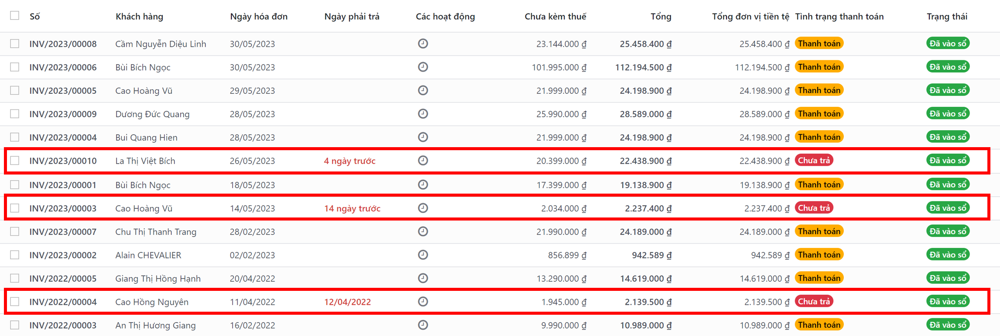 Số Khách hàng Ngày hóa đơn Ngày phải trả Các hoạt động Chưa kèm thuế Tổng Tổng đơn vị tiền tệ Tình trạng thanh toán Trạng thái
INV/2023/00008 Cầm Nguyễn Diệu Linh 30/05/2023 23.144.000 ₫ 25.458.400 ₫ 25.458.400 ₫ Thanh toán Đã vào sổ
INV/2023/00006 Bùi Bích Ngọc 30/05/2023 101.995.000 ₫ 112.194.500 ₫ 112.194.500 ₫ Thanh toán Đã vào sổ
INV/2023/00005 Cao Hoàng Vũ 29/05/2023 21.999.000 ₫ 24.198.900 ₫ 24.198.900 ₫ Thanh toán Đã vào sổ
INV/2023/00009 Dương Đức Quang 28/05/2023 25.990.000 ₫ 28.589.000 ₫ 28.589.000 ₫ Thanh toán Đã vào sổ
INV/2023/00004 Bui Quang Hien 28/05/2023 21.999.000 ₫ 24.198.900 ₫ 24.198.900 ₫ Thanh toán Đã vào sổ
INV/2023/00010 La Thị Việt Bích 26/05/2023 4 ngày trước 20.399.000 ₫ 22.438.900 ₫ 22.438.900 ₫ Chưa trả Đã vào sổ
INV/2023/00001 Bùi Bích Ngọc 18/05/2023 17.399.000 ₫ 19.138.900 ₫ 19.138.900 ₫ Thanh toán Đã vào sổ
INV/2023/00003 Cao Hoàng Vũ 14/05/2023 14 ngày trước 2.034.000 ₫ 2.237.400 ₫ 2.237.400 ₫ Chưa trả Đã vào sổ
INV/2023/00007 Chu Thị Thanh Trang 28/02/2023 21.990.000 ₫ 24.189.000 ₫ 24.189.000 ₫ Thanh toán Đã vào sổ
INV/2023/00002 Alain CHEVALIER 02/02/2023 856.899 ₫ 942.589 ₫ 942.589 ₫ Thanh toán Đã vào sổ
INV/2022/00005 Giang Thị Hồng Hạnh 20/04/2022 13.290.000 ₫ 14.619.000 ₫ 14.619.000 ₫ Thanh toán Đã vào sổ
INV/2022/00004 Cao Hồng Nguyên 11/04/2022 12/04/2022 1.945.000 ₫ 2.139.500 ₫ 2.139.500 ₫ Chưa trả Đã vào sổ
INV/2022/00003 An Thị Hương Giang 16/02/2022 9.990.000 ₫ 10.989.000 ₫ 10.989.000 ₫ Thanh toán Đã vào sổ